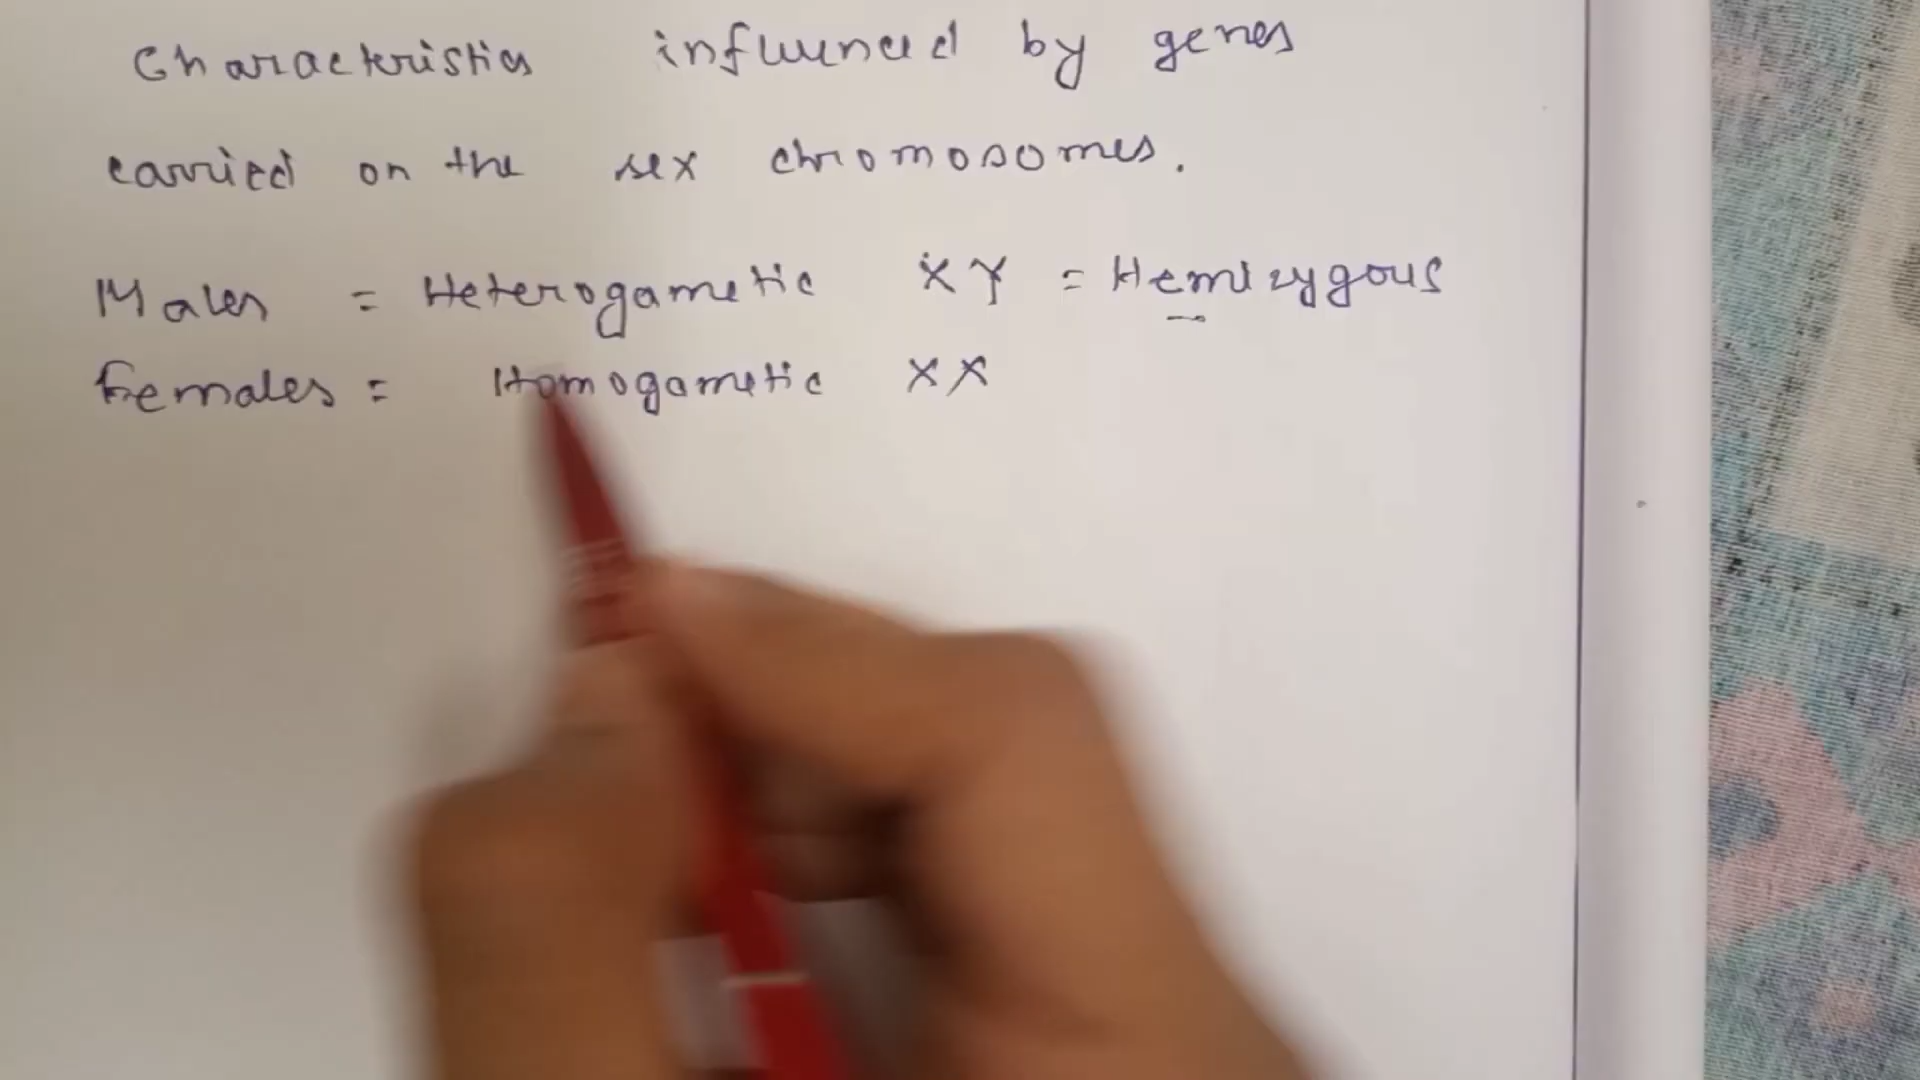 Characteristics influenced by genes
carried on the sex chromosomes.
Males = Heterogametic XY = Hemizygous
Females = Homogametic XX